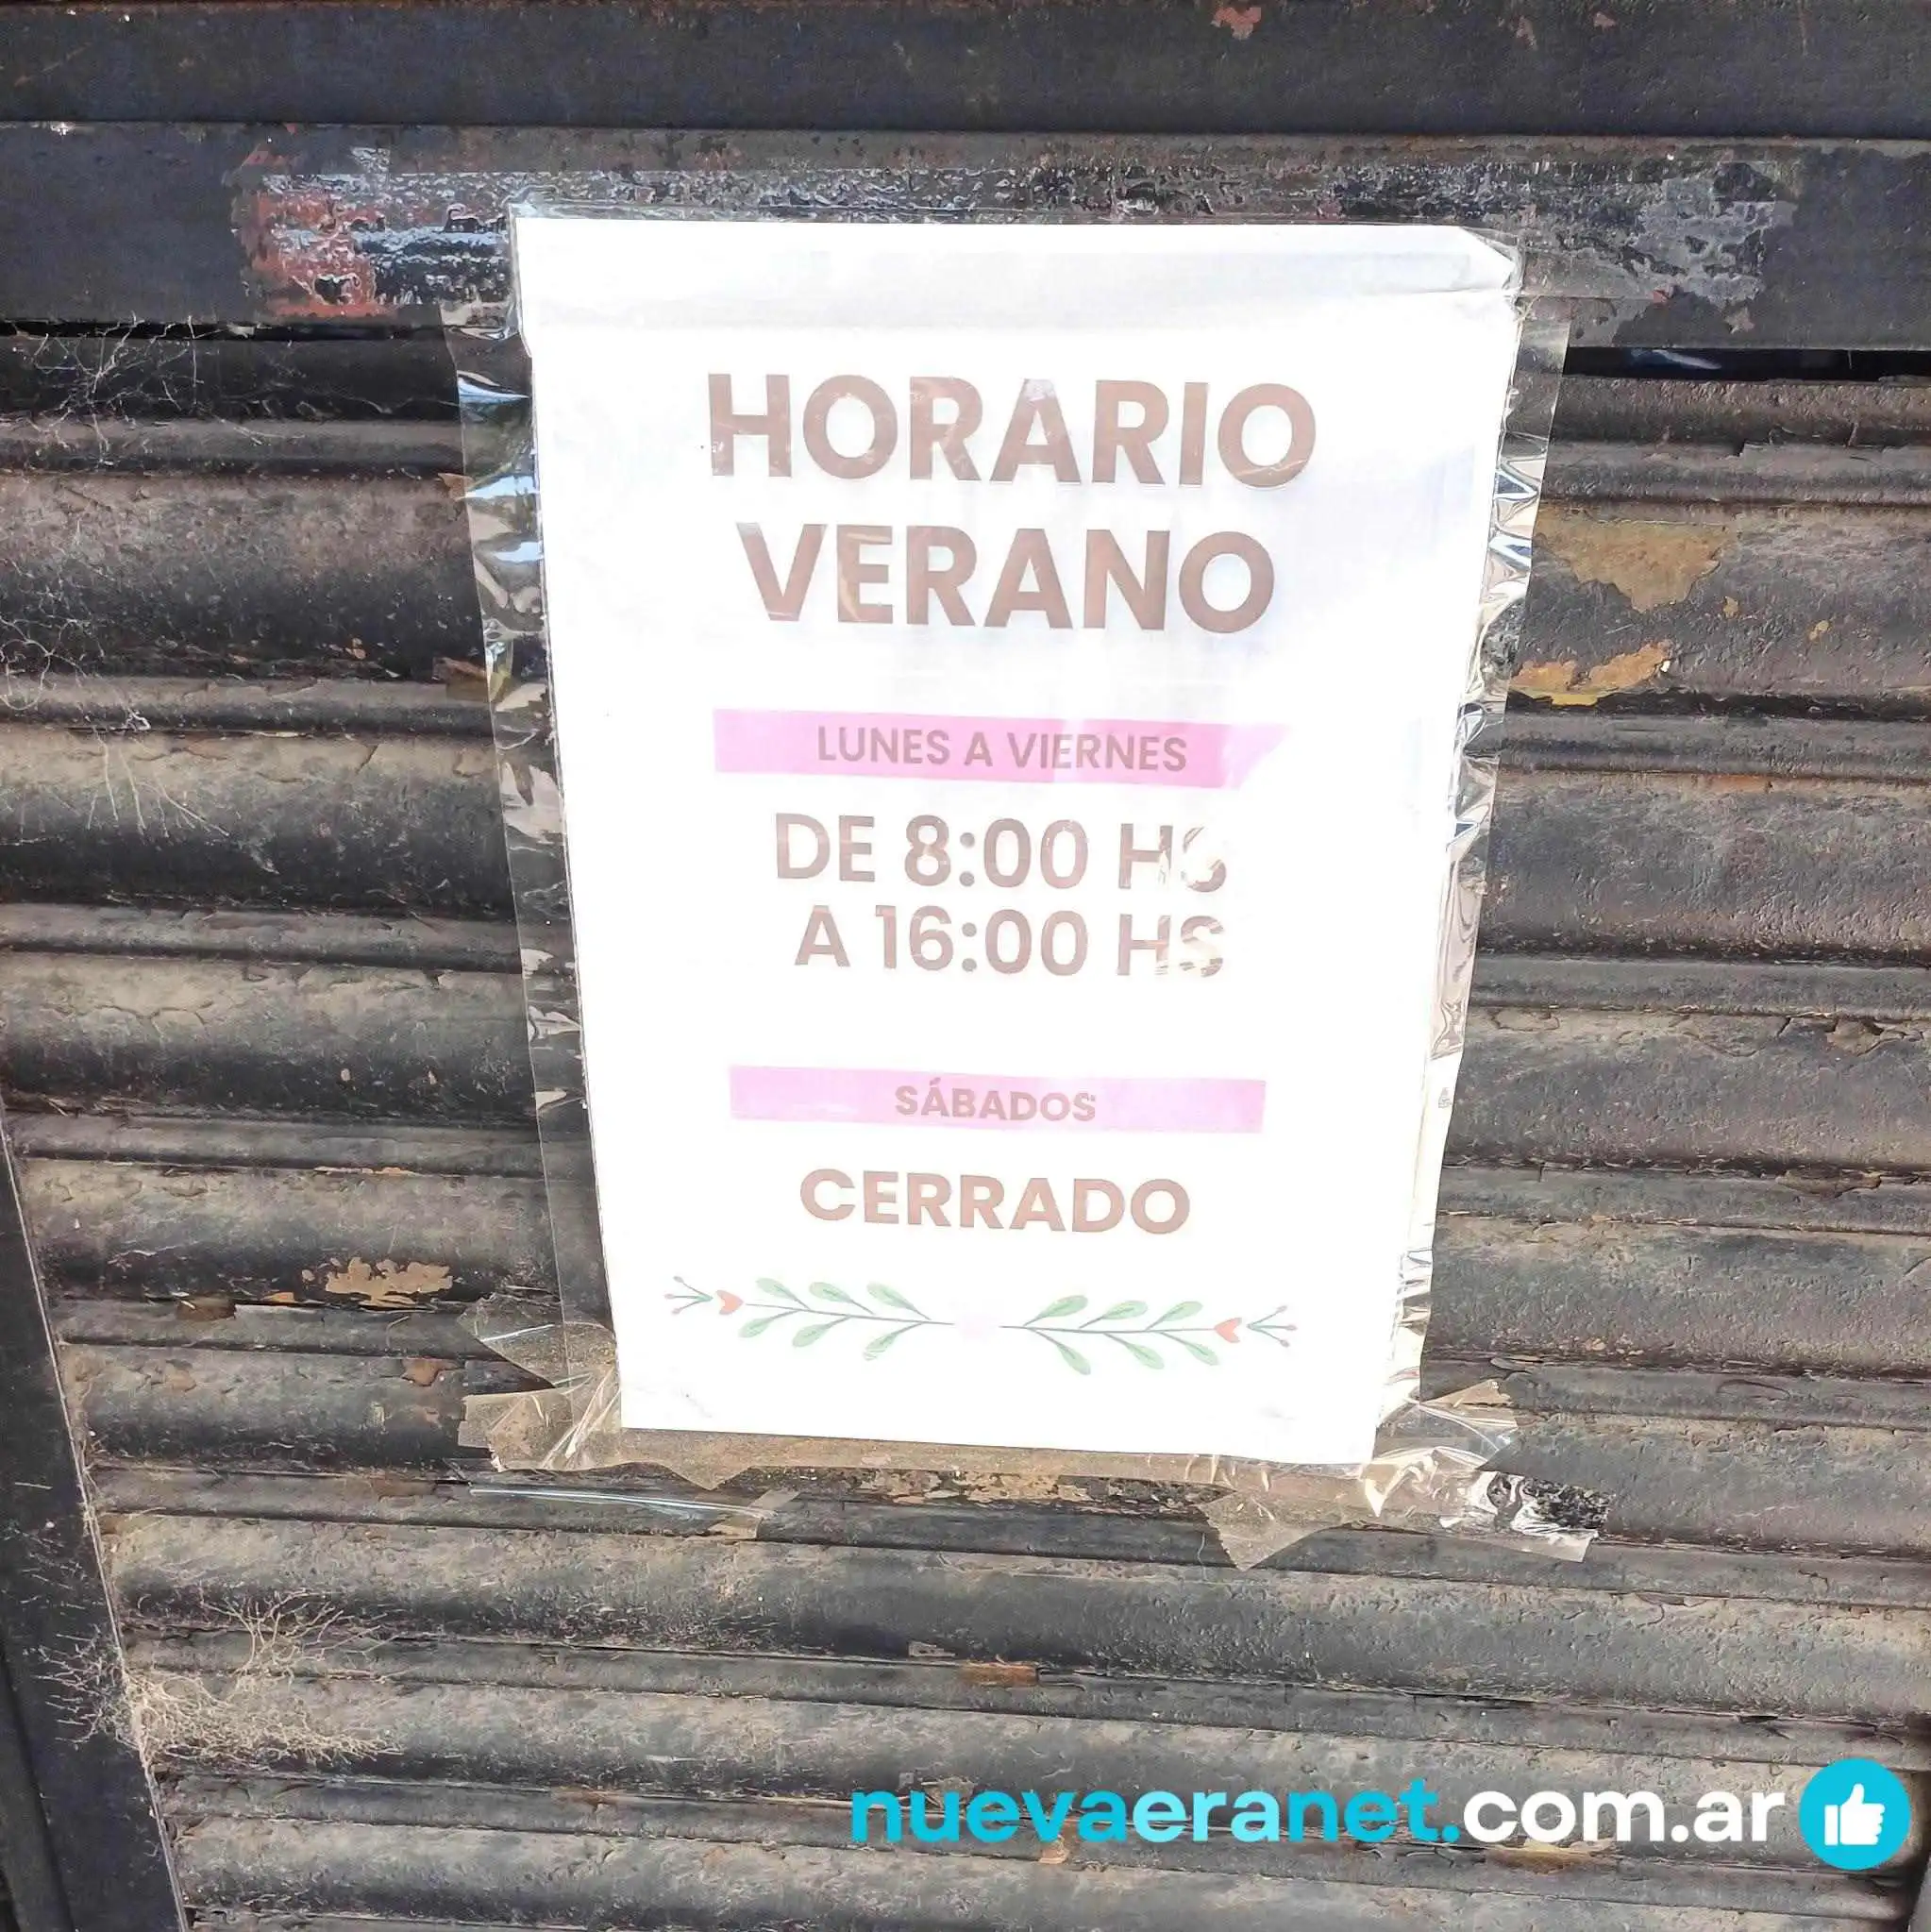 HORARIO
VERANO
LUNES A VIERNES
DE 8:00 HS
A 16:00 HS
SÁBADOS
CERRADO
nuevaeranet.com.ar